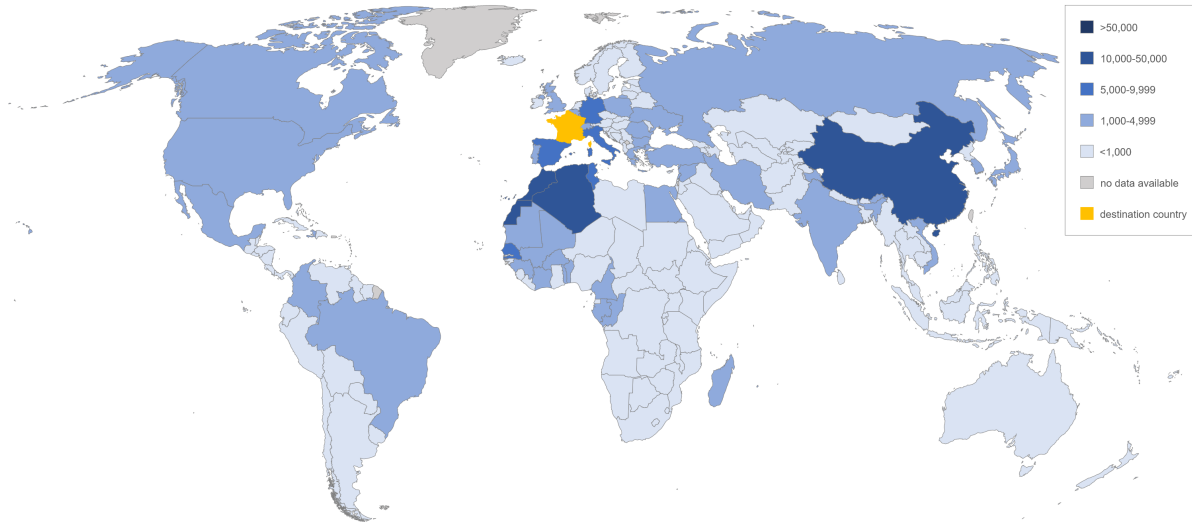 >50,000
10,000-50,000
5,000-9,999
1,000-4,999
<1,000
no data available
destination country